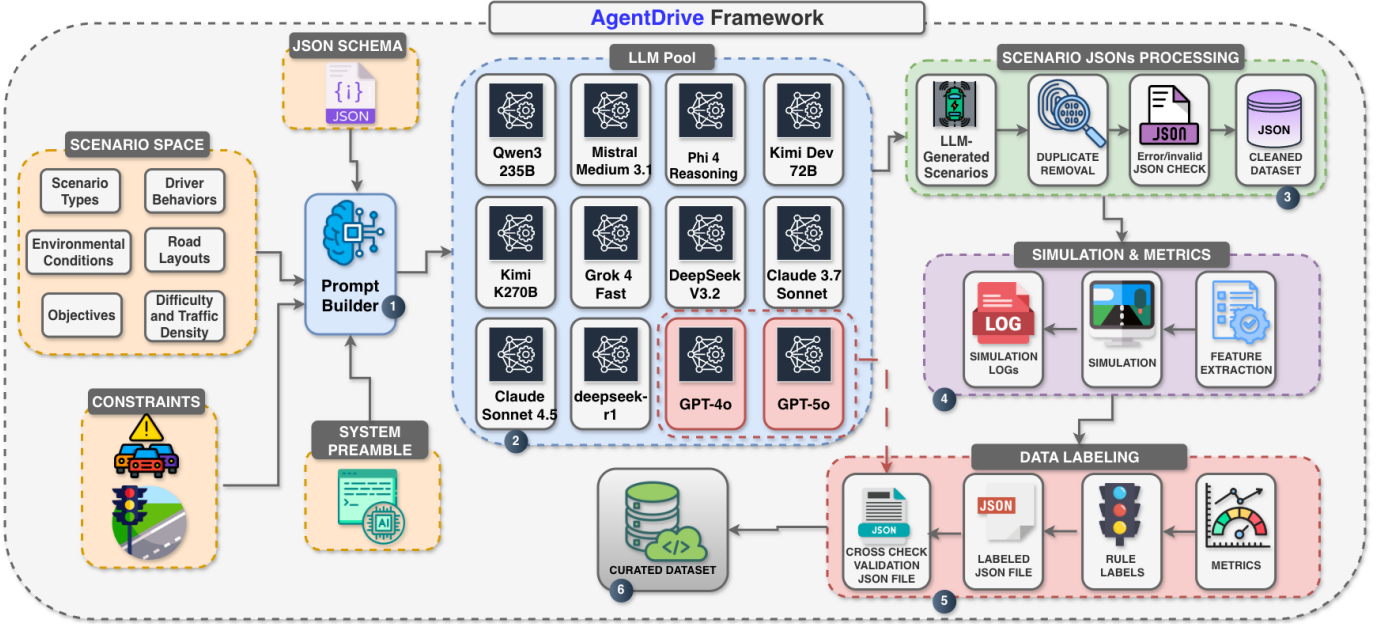 AgentDrive Framework
JSON SCHEMA
{i}
JSON
SCENARIO SPACE
Scenario
Types
Driver
Behaviors
Environmental
Conditions
Road
Layouts
Objectives
Difficulty
and Traffic
Density
CONSTRAINTS
Prompt
Builder
1
SYSTEM
PREAMBLE
AI
LLM Pool
Qwen3
235B
Mistral
Medium 3.1
Phi 4
Reasoning
Kimi Dev
72B
Kimi
K270B
Grok 4
Fast
DeepSeek
V3.2
Claude 3.7
Sonnet
Claude
Sonnet 4.5
deepseek-
r1
GPT-4o
GPT-5o
2
SCENARIO JSONs PROCESSING
LLM-
Generated
Scenarios
DUPLICATE
REMOVAL
JSON
Error/invalid
JSON CHECK
JSON
CLEANED
DATASET
3
SIMULATION & METRICS
LOG
SIMULATION
LOGs
SIMULATION
FEATURE
EXTRACTION
4
DATA LABELING
JSON
CROSS CHECK
VALIDATION
JSON FILE
JSON
LABELED
JSON FILE
RULE
LABELS
METRICS
5
</>
CURATED DATASET
6